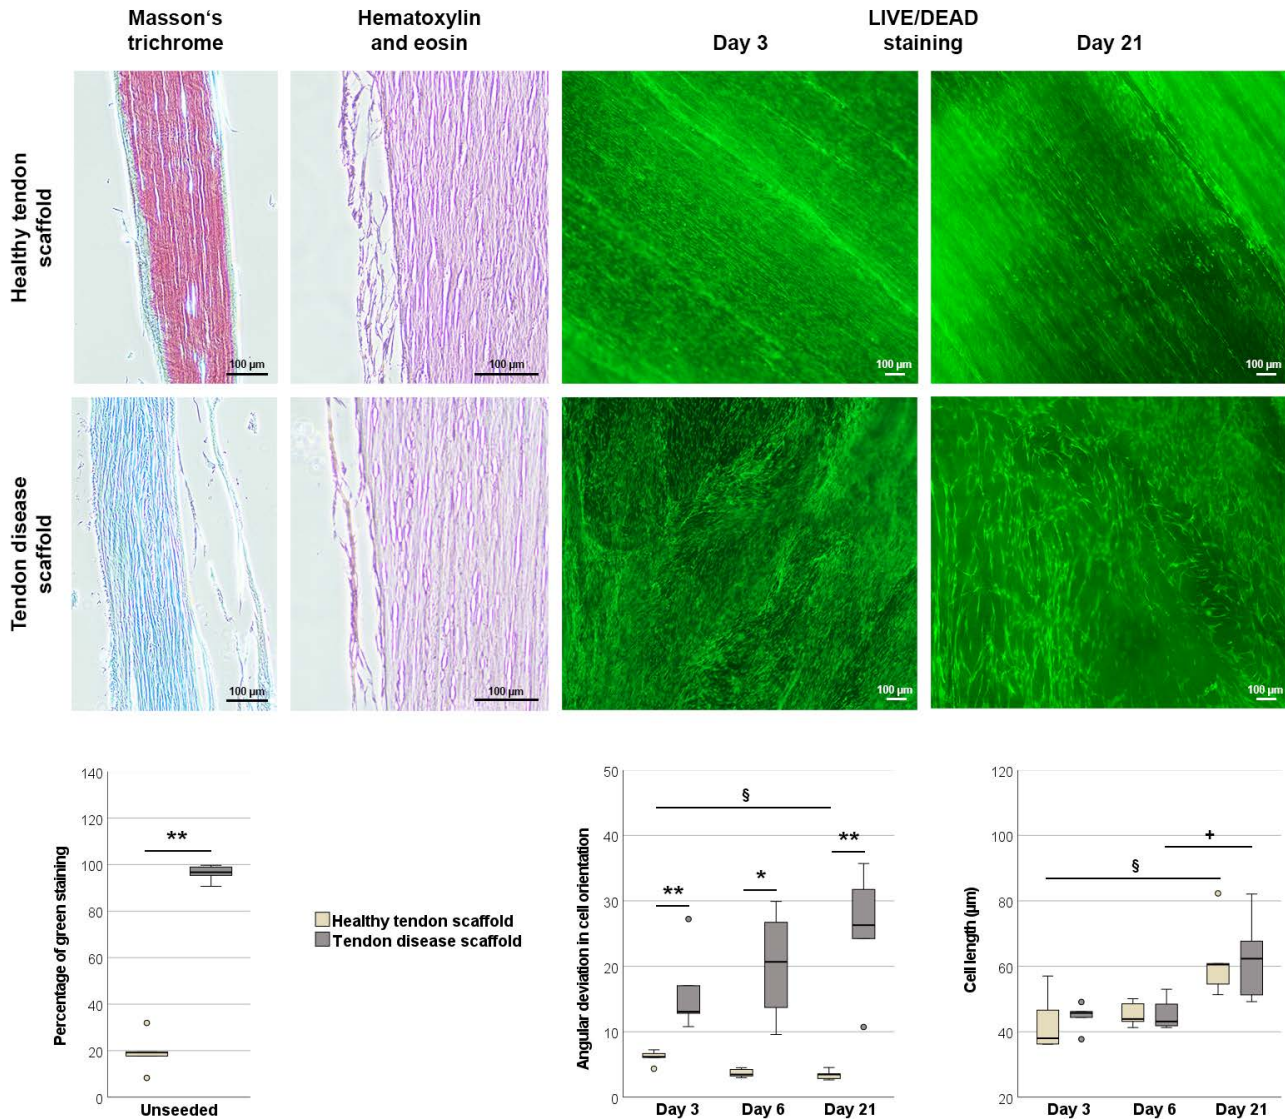 Masson‘s
trichrome
Hematoxylin
and eosin
LIVE/DEAD
staining
Day 3
Day 21
Healthy tendon
scaffold
100 µm
100 µm
100 µm
100 µm
Tendon disease
scaffold
100 µm
100 µm
100 µm
100 µm
Percentage of green staining
140
120
100
80
60
40
20
0
**
Unseeded
Healthy tendon scaffold
Tendon disease scaffold
Angular deviation in cell orientation
50
40
30
20
10
0
§
**
*
**
Day 3
Day 6
Day 21
Cell length (µm)
120
100
80
60
40
20
§
+
Day 3
Day 6
Day 21